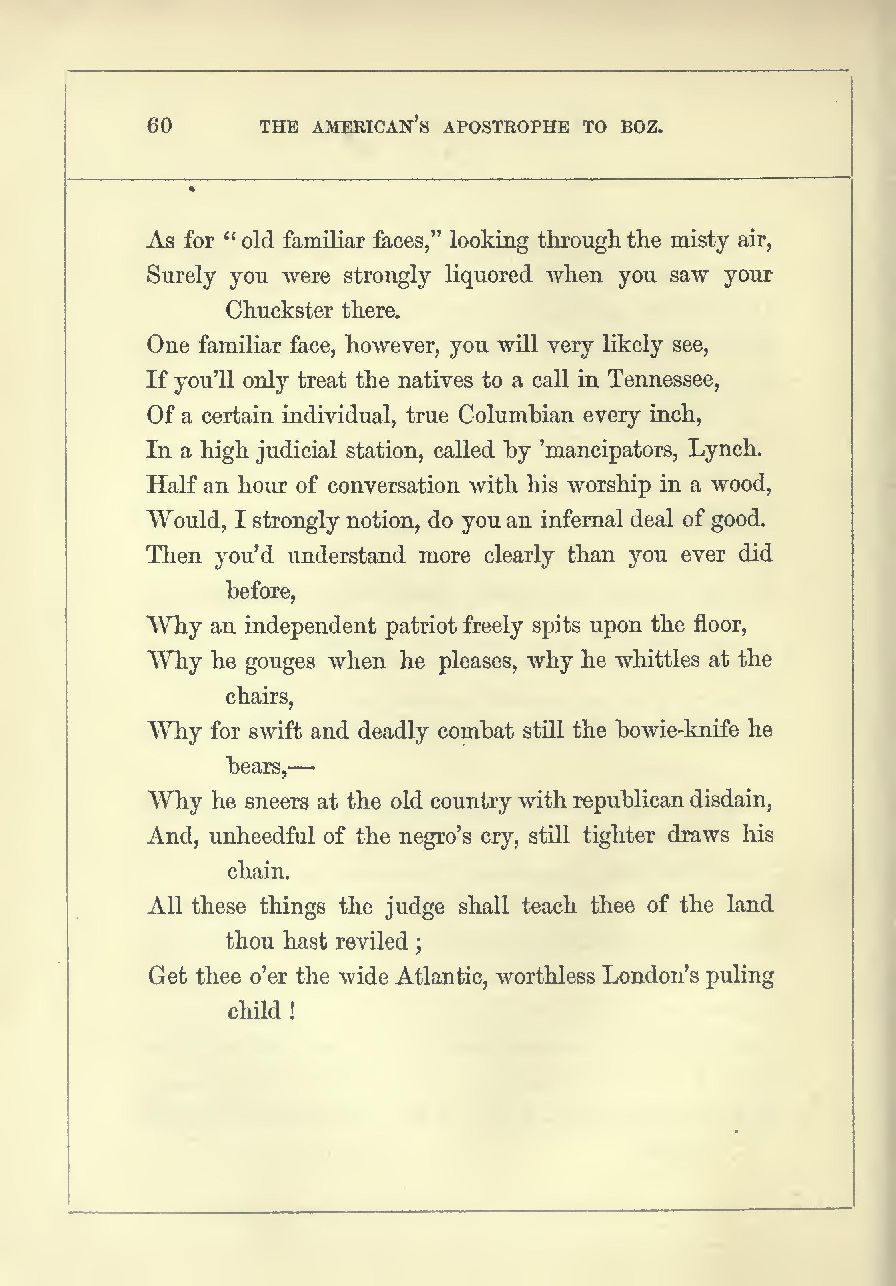 60 THE AMERICAN'S APOSTROPHE TO BOZ.
As for “old familiar faces,” looking through the misty air,
Surely you were strongly liquored when you saw your
Chuckster there.
One familiar face, however, you will very likely see,
If you'll only treat the natives to a call in Tennessee,
Of a certain individual, true Columbian every inch,
In a high judicial station, called by 'mancipators, Lynch.
Half an hour of conversation with his worship in a wood,
Would, I strongly notion, do you an infernal deal of good.
Then you'd understand more clearly than you ever did
before,
Why an independent patriot freely spits upon the floor,
Why he gouges when he pleases, why he whittles at the
chairs,
Why for swift and deadly combat still the bowie-knife he
bears,—
Why he sneers at the old country with republican disdain,
And, unheedful of the negro's cry, still tighter draws his
chain.
All these things the judge shall teach thee of the land
thou hast reviled ;
Get thee o'er the wide Atlantic, worthless London's puling
child !